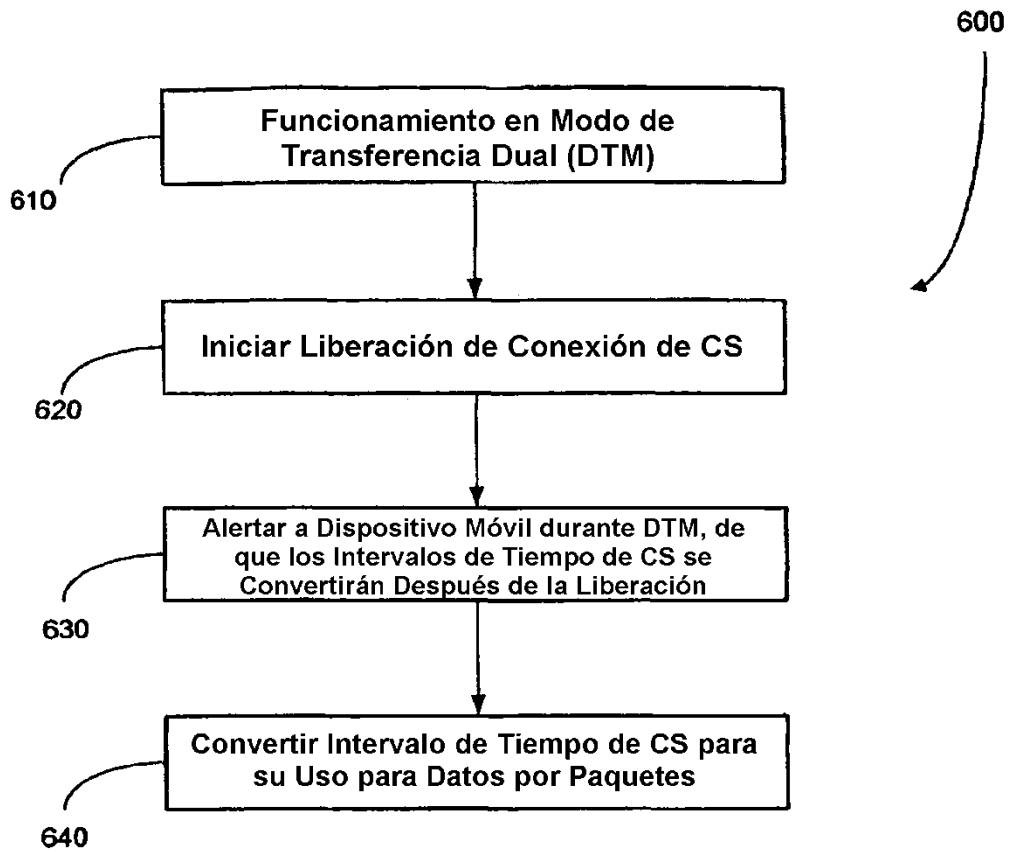 600
Funcionamiento en Modo de
Transferencia Dual (DTM)
610
Iniciar Liberación de Conexión de CS
620
Alertar a Dispositivo Móvil durante DTM, de
que los Intervalos de Tiempo de CS se
Convertirán Después de la Liberación
630
Convertir Intervalo de Tiempo de CS para
su Uso para Datos por Paquetes
640